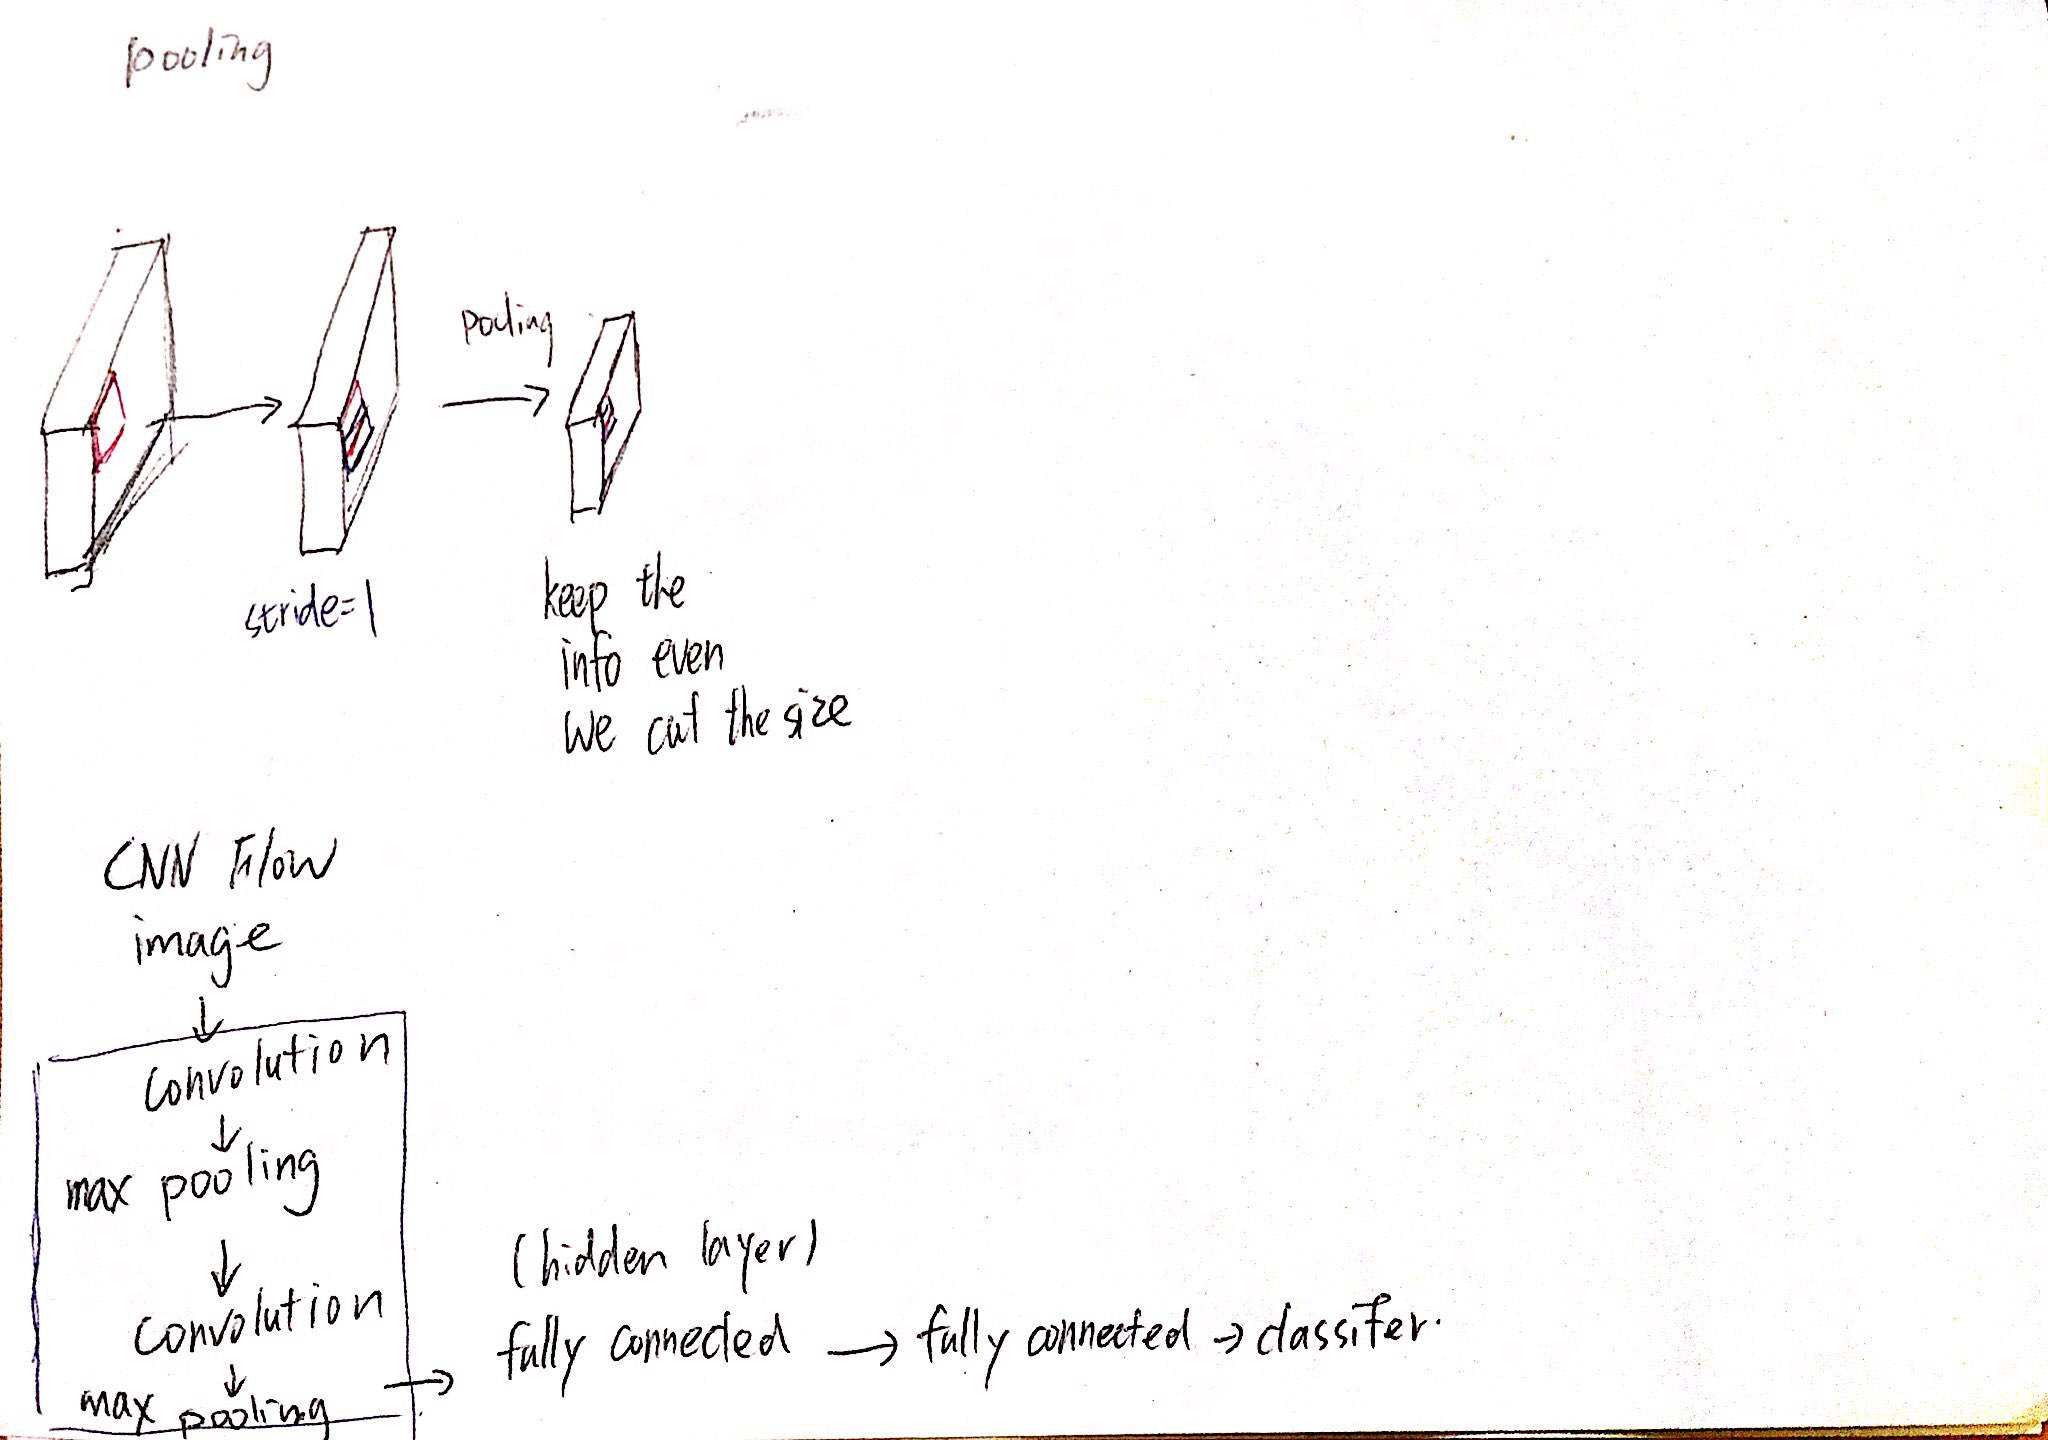 pooling
pooling
stride=1
keep the
info even
we cut the size
CNN Flow
image
convolution
max pooling
convolution
max pooling
(hidden layer)
fully connected → fully connected → classifer.